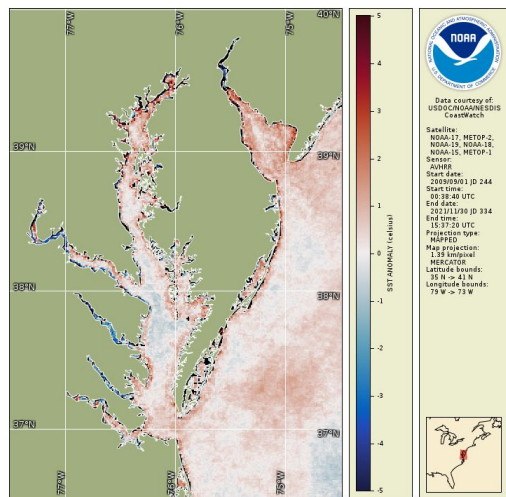 77°W
76°W
75°W
40°N
39°N
39°N
38°N
38°N
37°N
37°N
77°W
76°W
75°W
5
4
3
2
1
0
-1
-2
-3
-4
-5
SST ANOMALY (celsius)
NATIONAL OCEANIC AND ATMOSPHERIC ADMINISTRATION
NOAA
U.S. DEPARTMENT OF COMMERCE
Data courtesy of:
USDOC/NOAA/NESDIS
CoastWatch
Satellite:
NOAA-17, METOP-2,
NOAA-19, NOAA-18,
NOAA-15, METOP-1
Sensor:
AVHRR
Start date:
2009/09/01 JD 244
Start time:
00:38:40 UTC
End date:
2021/11/30 JD 334
End time:
15:37:20 UTC
Projection type:
MAPPED
Map projection:
1.39 km/pixel
MERCATOR
Latitude bounds:
35 N -> 41 N
Longitude bounds:
79 W -> 73 W